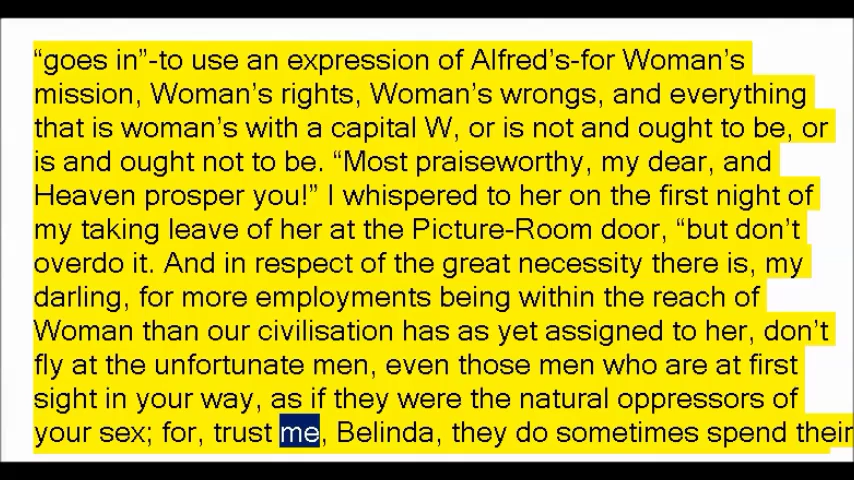 “goes in”-to use an expression of Alfred’s-for Woman’s
mission, Woman’s rights, Woman’s wrongs, and everything
that is woman’s with a capital W, or is not and ought to be, or
is and ought not to be. “Most praiseworthy, my dear, and
Heaven prosper you!” I whispered to her on the first night of
my taking leave of her at the Picture-Room door, “but don’t
overdo it. And in respect of the great necessity there is, my
darling, for more employments being within the reach of
Woman than our civilisation has as yet assigned to her, don’t
fly at the unfortunate men, even those men who are at first
sight in your way, as if they were the natural oppressors of
your sex; for, trust me, Belinda, they do sometimes spend their